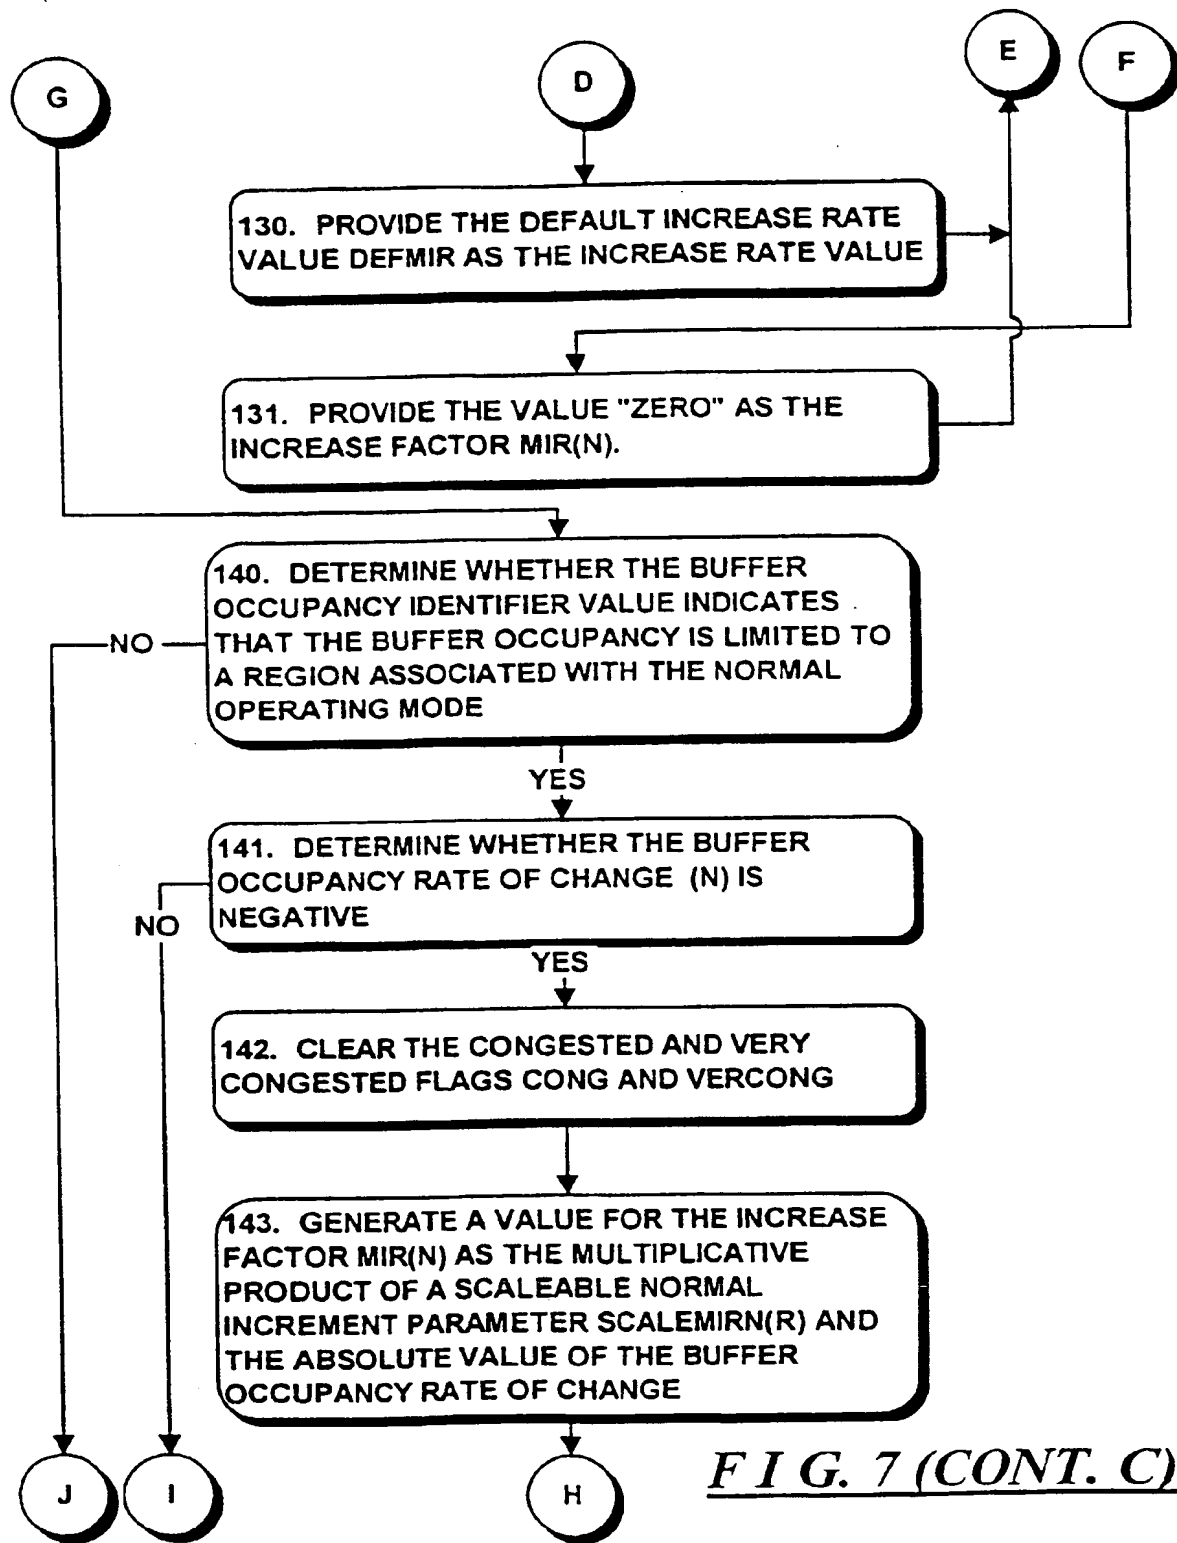 G
D
E
F
130. PROVIDE THE DEFAULT INCREASE RATE
VALUE DEFMIR AS THE INCREASE RATE VALUE
131. PROVIDE THE VALUE "ZERO" AS THE
INCREASE FACTOR MIR(N).
140. DETERMINE WHETHER THE BUFFER
OCCUPANCY IDENTIFIER VALUE INDICATES
THAT THE BUFFER OCCUPANCY IS LIMITED TO
A REGION ASSOCIATED WITH THE NORMAL
OPERATING MODE
NO
YES
141. DETERMINE WHETHER THE BUFFER
OCCUPANCY RATE OF CHANGE (N) IS
NEGATIVE
NO
YES
142. CLEAR THE CONGESTED AND VERY
CONGESTED FLAGS CONG AND VERCONG
143. GENERATE A VALUE FOR THE INCREASE
FACTOR MIR(N) AS THE MULTIPLICATIVE
PRODUCT OF A SCALEABLE NORMAL
INCREMENT PARAMETER SCALEMIRN(R) AND
THE ABSOLUTE VALUE OF THE BUFFER
OCCUPANCY RATE OF CHANGE
J
I
H
FIG. 7 (CONT. C)